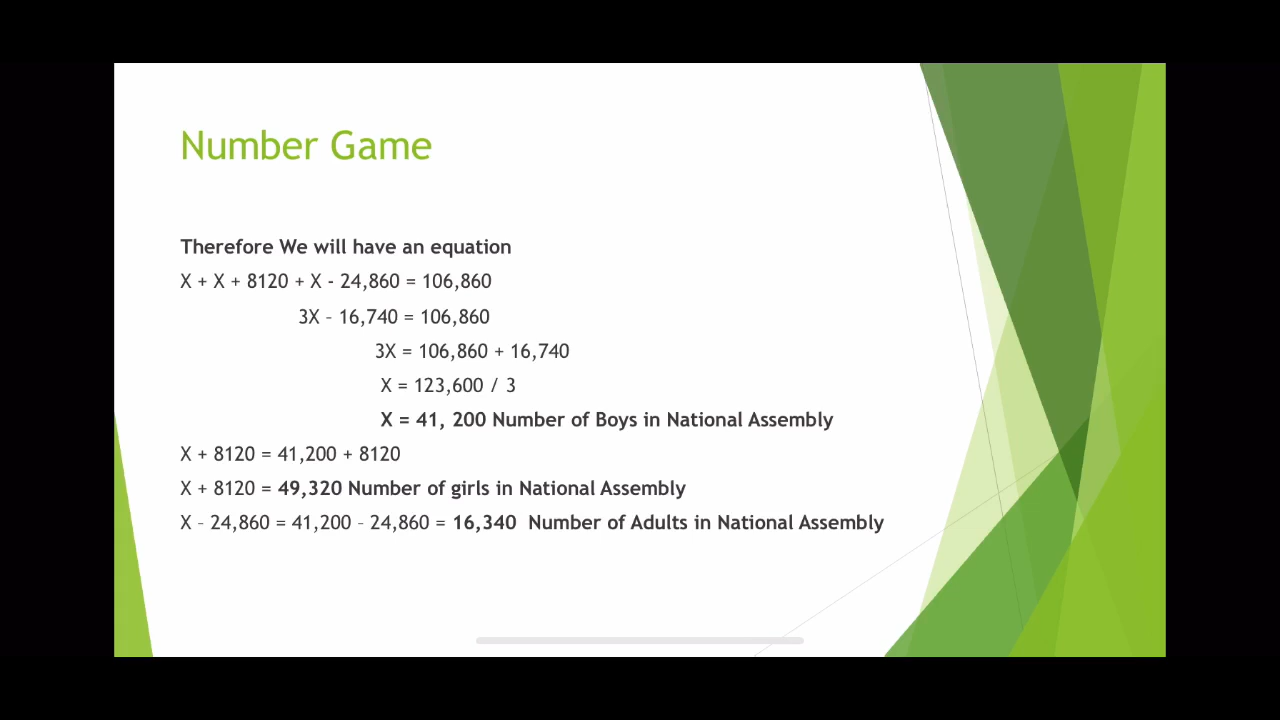 Number Game
Therefore We will have an equation
X + X + 8120 + X - 24,860 = 106,860
3X – 16,740 = 106,860
3X = 106,860 + 16,740
X = 123,600 / 3
X = 41, 200 Number of Boys in National Assembly
X + 8120 = 41,200 + 8120
X + 8120 = 49,320 Number of girls in National Assembly
X – 24,860 = 41,200 – 24,860 = 16,340  Number of Adults in National Assembly